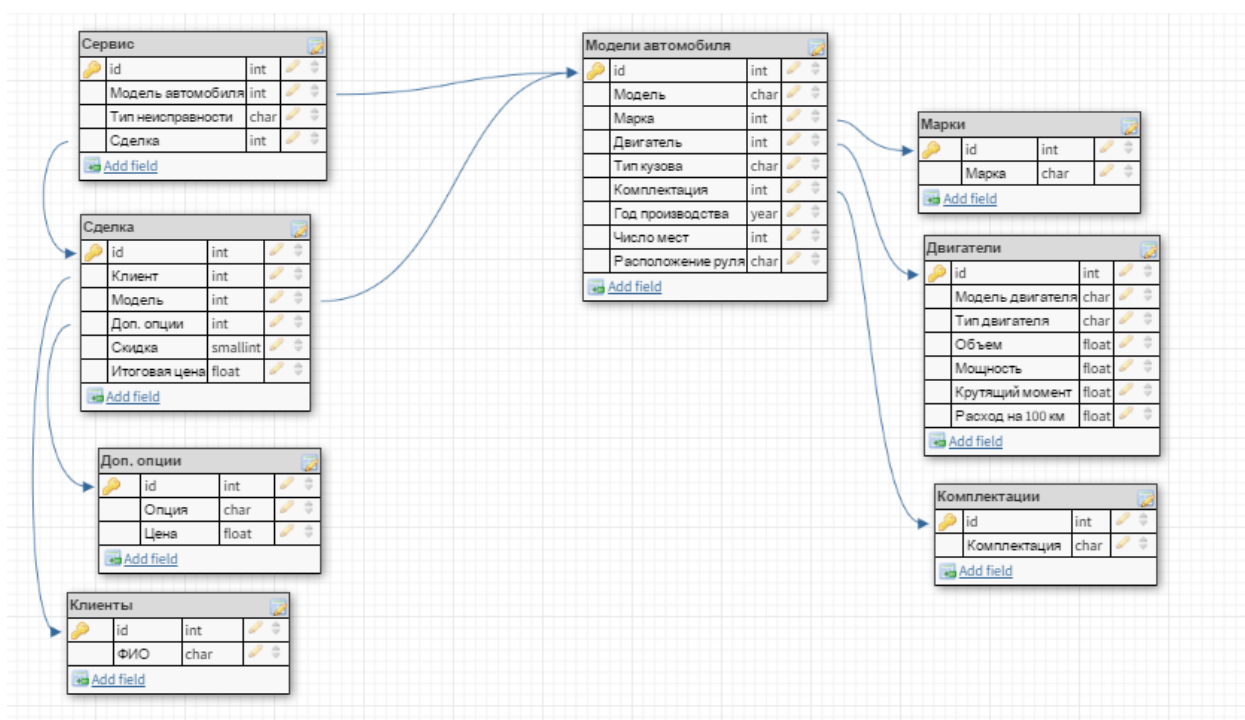 Сервис
id int
Модель автомобиля int
Тип неисправности char
Сделка int
Add field
Сделка
id int
Клиент int
Модель int
Доп. опции int
Скидка smallint
Итоговая цена float
Add field
Доп. опции
id int
Опция char
Цена float
Add field
Клиенты
id int
ФИО char
Add field
Модели автомобиля
id int
Модель char
Марка int
Двигатель int
Тип кузова char
Комплектация int
Год производства year
Число мест int
Расположение руля char
Add field
Марки
id int
Марка char
Add field
Двигатели
id int
Модель двигателя char
Тип двигателя char
Объем float
Мощность float
Крутящий момент float
Расход на 100 км float
Add field
Комплектации
id int
Комплектация char
Add field